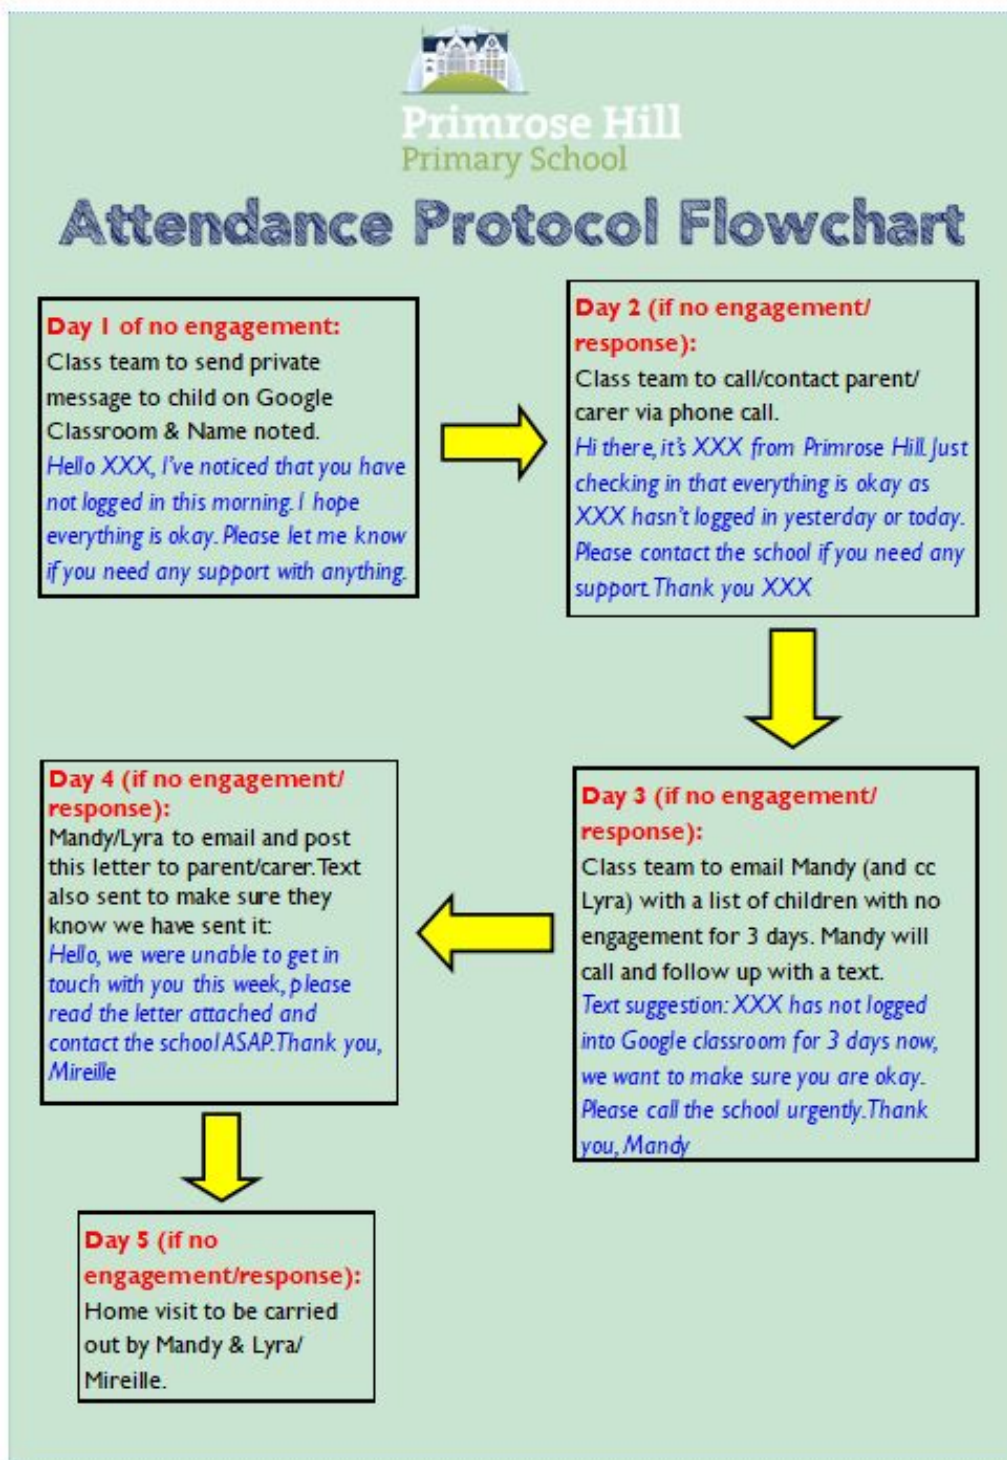 Primrose Hill
Primary School
Attendance Protocol Flowchart
Day 1 of no engagement:
Class team to send private
message to child on Google
Classroom & Name noted.
Hello XXX, I've noticed that you have
not logged in this morning. I hope
everything is okay. Please let me know
if you need any support with anything.
Day 2 (if no engagement/
response):
Class team to call/contact parent/
carer via phone call.
Hi there, it's XXX from Primrose Hill. Just
checking in that everything is okay as
XXX hasn't logged in yesterday or today.
Please contact the school if you need any
support. Thank you XXX
Day 3 (if no engagement/
response):
Class team to email Mandy (and cc
Lyra) with a list of children with no
engagement for 3 days. Mandy will
call and follow up with a text.
Text suggestion: XXX has not logged
into Google classroom for 3 days now,
we want to make sure you are okay.
Please call the school urgently. Thank
you, Mandy
Day 4 (if no engagement/
response):
Mandy/Lyra to email and post
this letter to parent/carer. Text
also sent to make sure they
know we have sent it:
Hello, we were unable to get in
touch with you this week, please
read the letter attached and
contact the school ASAP. Thank you,
Mireille
Day 5 (if no
engagement/response):
Home visit to be carried
out by Mandy & Lyra/
Mireille.